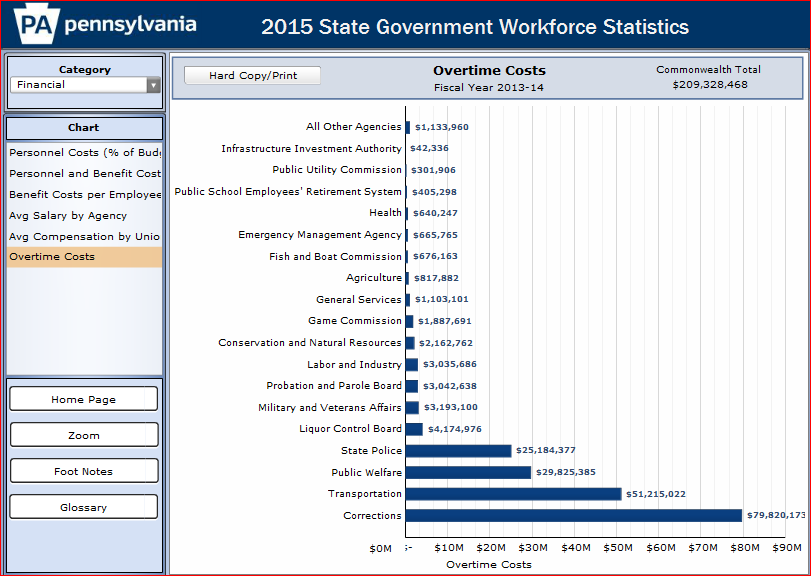 PA pennsylvania
2015 State Government Workforce Statistics
Category
Financial
Chart
Personnel Costs (% of Bud
Personnel and Benefit Cost
Benefit Costs per Employee
Avg Salary by Agency
Avg Compensation by Unio
Overtime Costs
Home Page
Zoom
Foot Notes
Glossary
Hard Copy/Print
Overtime Costs
Fiscal Year 2013-14
Commonwealth Total
$209,328,468
All Other Agencies $1,133,960
Infrastructure Investment Authority $42,336
Public Utility Commission $301,906
Public School Employees' Retirement System $405,298
Health $640,247
Emergency Management Agency $665,765
Fish and Boat Commission $676,163
Agriculture $817,882
General Services $1,103,101
Game Commission $1,887,691
Conservation and Natural Resources $2,162,762
Labor and Industry $3,035,686
Probation and Parole Board $3,042,638
Military and Veterans Affairs $3,193,100
Liquor Control Board $4,174,976
State Police $25,184,377
Public Welfare $29,825,385
Transportation $51,215,022
Corrections $79,820,173
$0M $- $10M $20M $30M $40M $50M $60M $70M $80M $90M
Overtime Costs